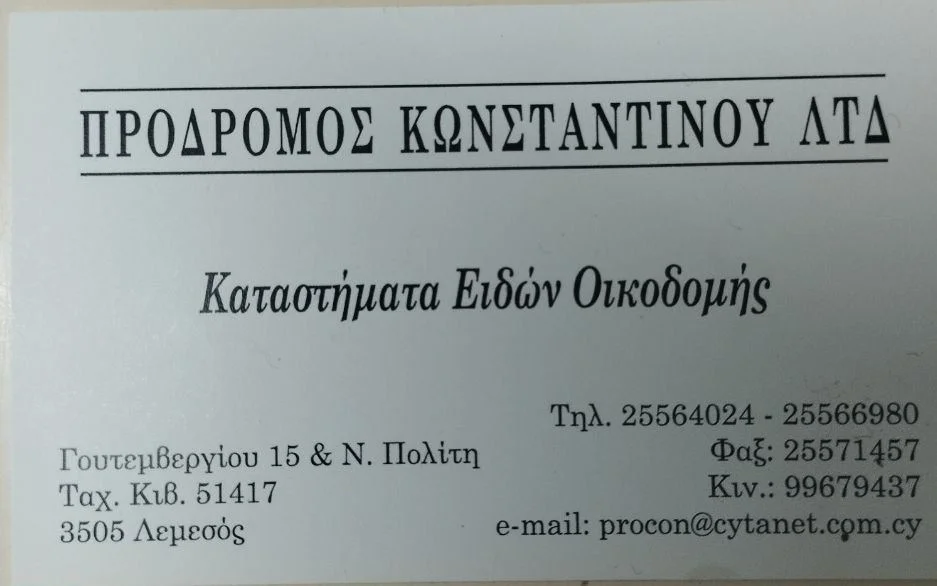 ΠΡΟΔΡΟΜΟΣ ΚΩΝΣΤΑΝΤΙΝΟΥ ΛΤΔ
Καταστήματα Ειδών Οικοδομής
Γουτεμβεργίου 15 & Ν. Πολίτη
Ταχ. Κιβ. 51417
3505 Λεμεσός
Τηλ. 25564024 - 25566980
Φαξ: 25571457
Κιν.: 99679437
e-mail: procon@cytanet.com.cy